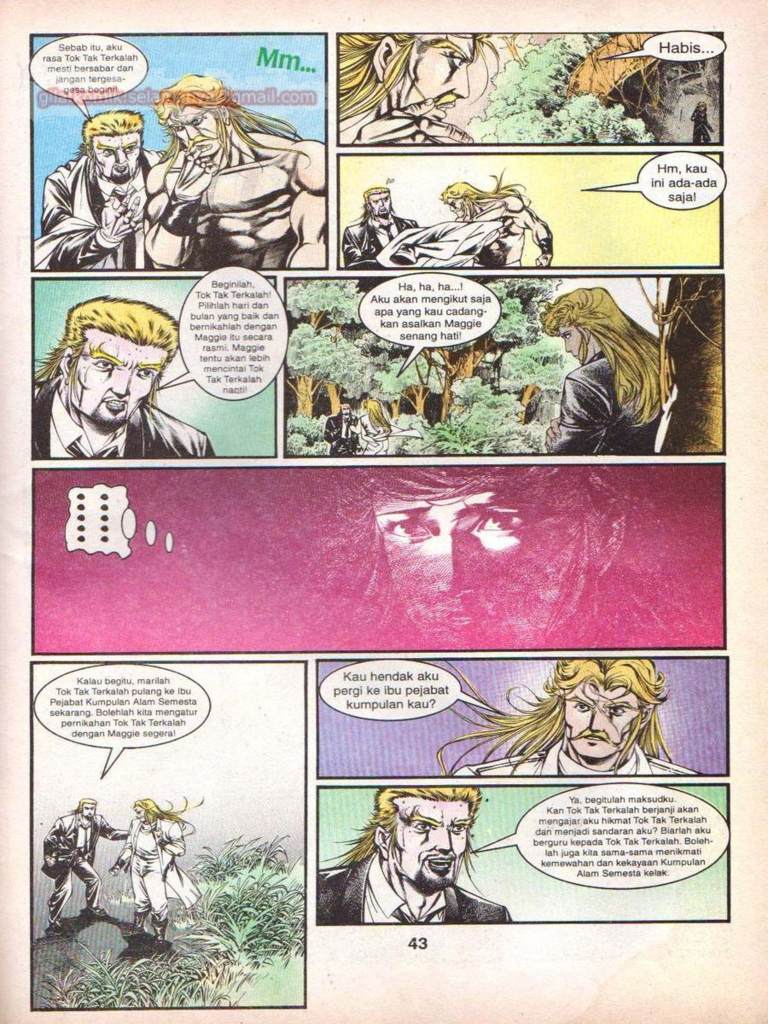 Sebab itu, aku
rasa Tok Tak Terkalah
mesti bersabar dan
jangan tergesa-
gesa begini!
Mm...
Habis...
Hm, kau
ini ada-ada
saja!
Beginilah,
Tok Tak Terkalah!
Pilihlah hari dan
bulan yang baik dan
bernikahlah dengan
Maggie itu secara
rasmi. Maggie
tentu akan lebih
mencintai Tok
Tak Terkalah
nanti!
Ha, ha, ha...!
Aku akan mengikut saja
apa yang kau cadang-
kan asalkan Maggie
senang hati!
Kalau begitu, marilah
Tok Tak Terkalah pulang ke Ibu
Pejabat Kumpulan Alam Semesta
sekarang. Bolehlah kita mengatur
pernikahan Tok Tak Terkalah
dengan Maggie segera!
Kau hendak aku
pergi ke ibu pejabat
kumpulan kau?
Ya, begitulah maksudku.
Kan Tok Tak Terkalah berjanji akan
mengajar aku hikmat Tok Tak Terkalah
dan menjadi sandaran aku? Biarlah aku
berguru kepada Tok Tak Terkalah. Boleh-
lah juga kita sama-sama menikmati
kemewahan dan kekayaan Kumpulan
Alam Semesta kelak.
43